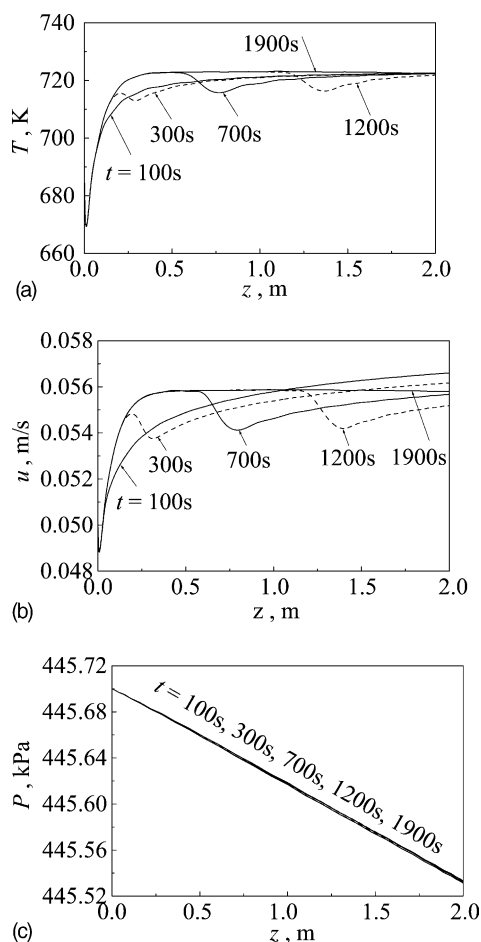 740
1900s
720
T, K
300s
700s
1200s
700
t = 100s
680
660
0.0 0.5 1.0 1.5 2.0
(a)
z, m
0.058
0.056
u, m/s
0.054
300s
700s
1200s
1900s
0.052
t = 100s
0.050
0.048
0.0 0.5 1.0 1.5 2.0
(b)
z, m
445.72
t = 100s, 300s, 700s, 1200s, 1900s
445.68
P, kPa
445.64
445.60
445.56
445.52
0.0 0.5 1.0 1.5 2.0
(c)
z, m